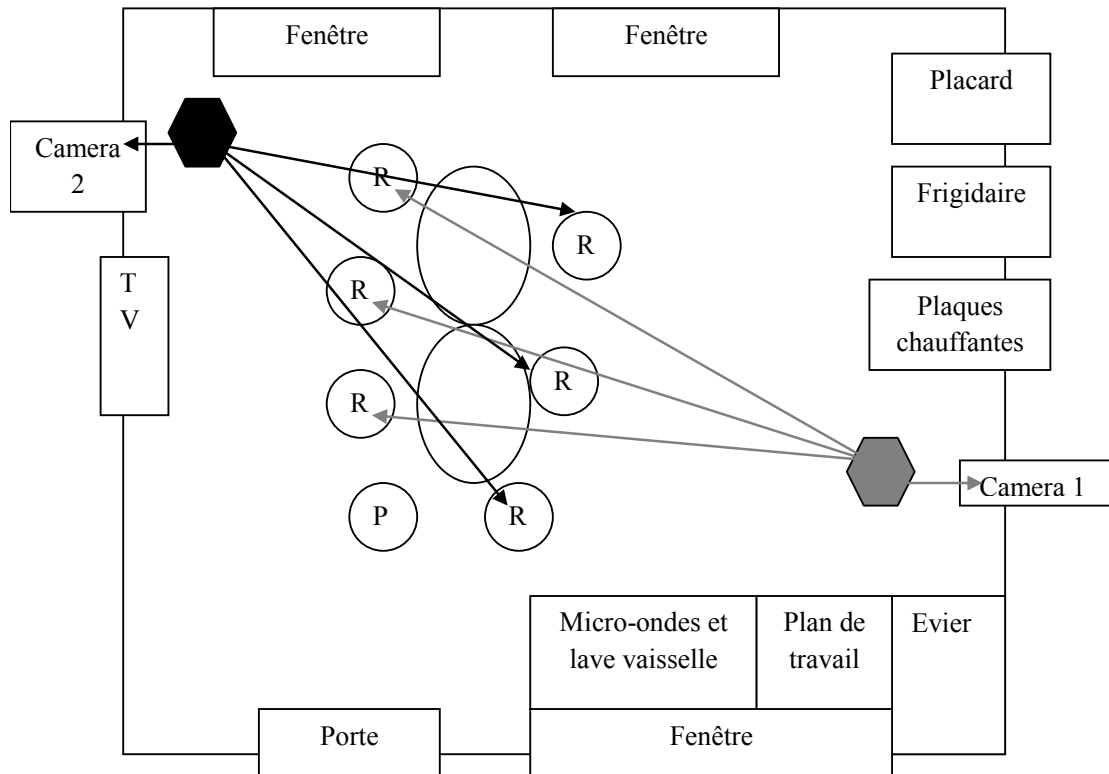 Fenêtre
Fenêtre
Placard
Camera
2
R
R
Frigidaire
T
V
R
Plaques
chauffantes
R
R
Camera 1
P
R
Micro-ondes et
lave vaisselle
Plan de
travail
Evier
Porte
Fenêtre